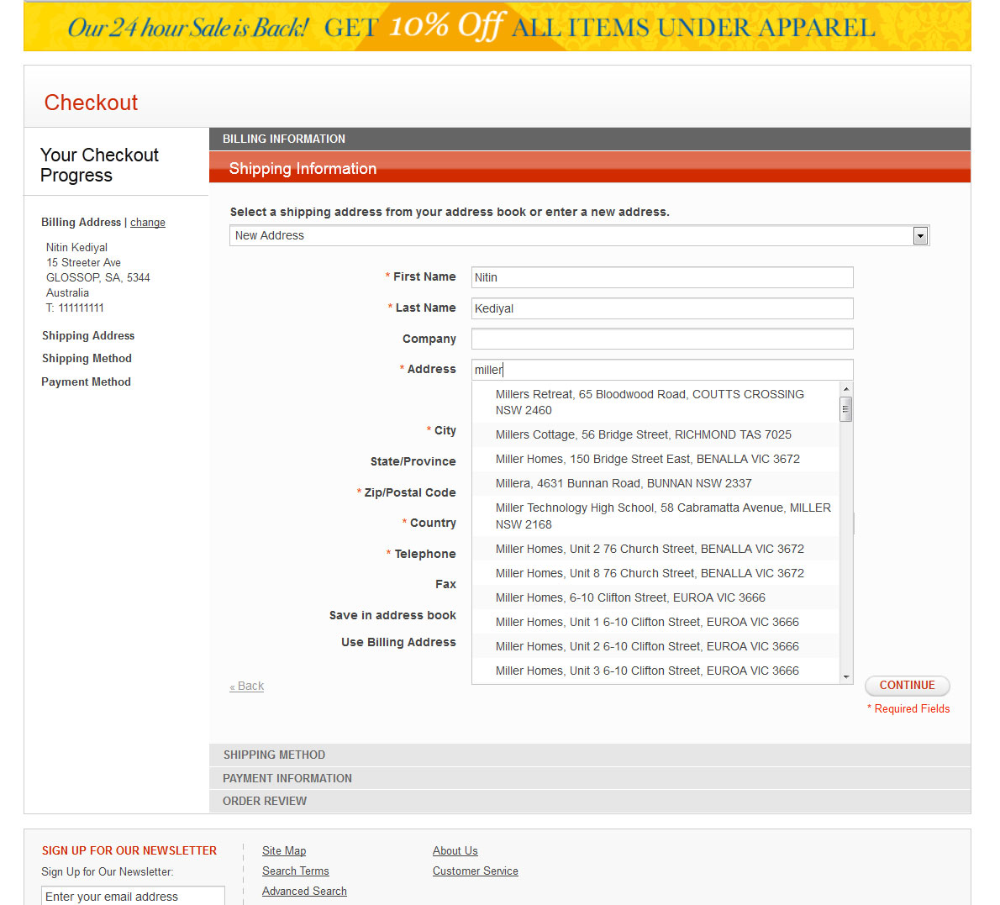 Our 24 hour Sale is Back! GET 10% Off ALL ITEMS UNDER APPAREL
Checkout
Your Checkout
Progress
Billing Address | change
Nitin Kediyal
15 Streeter Ave
GLOSSOP, SA, 5344
Australia
T: 111111111
Shipping Address
Shipping Method
Payment Method
BILLING INFORMATION
Shipping Information
Select a shipping address from your address book or enter a new address.
New Address
* First Name Nitin
* Last Name Kediyal
Company
* Address miller
Millers Retreat, 65 Bloodwood Road, COUTTS CROSSING
NSW 2460
Millers Cottage, 56 Bridge Street, RICHMOND TAS 7025
Miller Homes, 150 Bridge Street East, BENALLA VIC 3672
Millera, 4631 Bunnan Road, BUNNAN NSW 2337
Miller Technology High School, 58 Cabramatta Avenue, MILLER
NSW 2168
Miller Homes, Unit 2 76 Church Street, BENALLA VIC 3672
Miller Homes, Unit 8 76 Church Street, BENALLA VIC 3672
Miller Homes, 6-10 Clifton Street, EUROA VIC 3666
Miller Homes, Unit 1 6-10 Clifton Street, EUROA VIC 3666
Miller Homes, Unit 2 6-10 Clifton Street, EUROA VIC 3666
Miller Homes, Unit 3 6-10 Clifton Street, EUROA VIC 3666
* City
State/Province
* Zip/Postal Code
* Country
* Telephone
Fax
Save in address book
Use Billing Address
« Back
CONTINUE
* Required Fields
SHIPPING METHOD
PAYMENT INFORMATION
ORDER REVIEW
SIGN UP FOR OUR NEWSLETTER
Sign Up for Our Newsletter:
Enter your email address
Site Map
Search Terms
Advanced Search
About Us
Customer Service